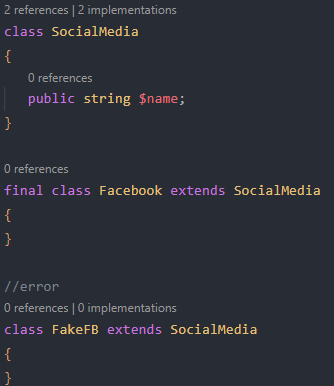 2 references | 2 implementations
class SocialMedia
{
0 references
public string $name;
}
0 references
final class Facebook extends SocialMedia
{
}
//error
0 references | 0 implementations
class FakeFB extends SocialMedia
{
}